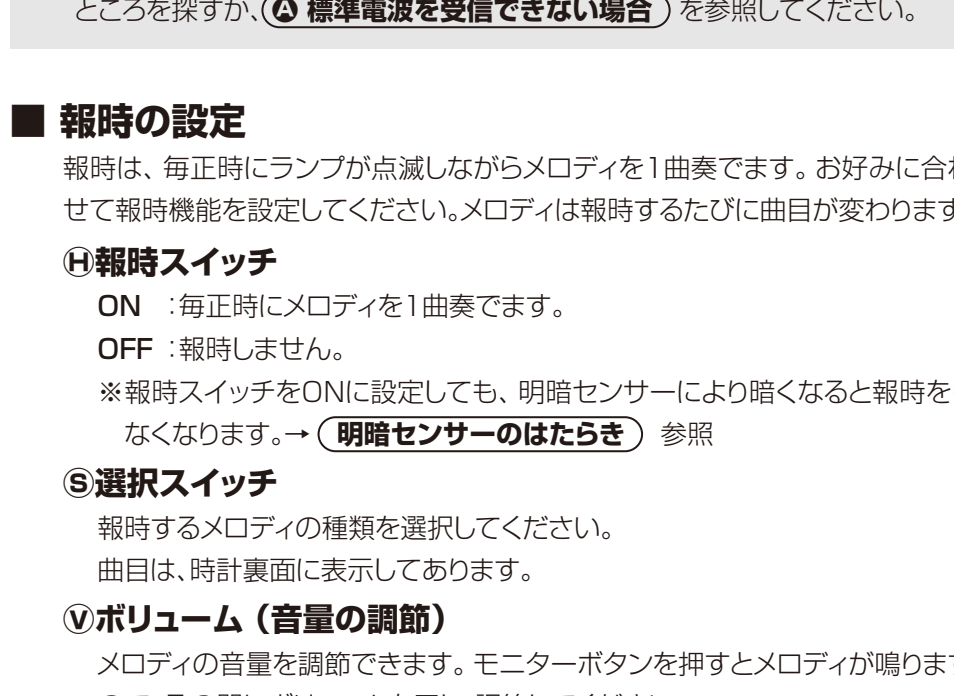 ところを探すか、Ⓐ 標準電波を受信できない場合 を参照してください。
■ 報時の設定
報時は、毎正時にランプが点滅しながらメロディを1曲奏でます。お好みに合わ
せて報時機能を設定してください。メロディは報時するたびに曲目が変わります
Ⓗ報時スイッチ
ON :毎正時にメロディを1曲奏でます。
OFF :報時しません。
※報時スイッチをONに設定しても、明暗センサーにより暗くなると報時を
なくなります。→ 明暗センサーのはたらき 参照
Ⓢ選択スイッチ
報時するメロディの種類を選択してください。
曲目は、時計裏面に表示してあります。
Ⓥボリューム（音量の調節）
メロディの音量を調節できます。モニターボタンを押すとメロディが鳴ります